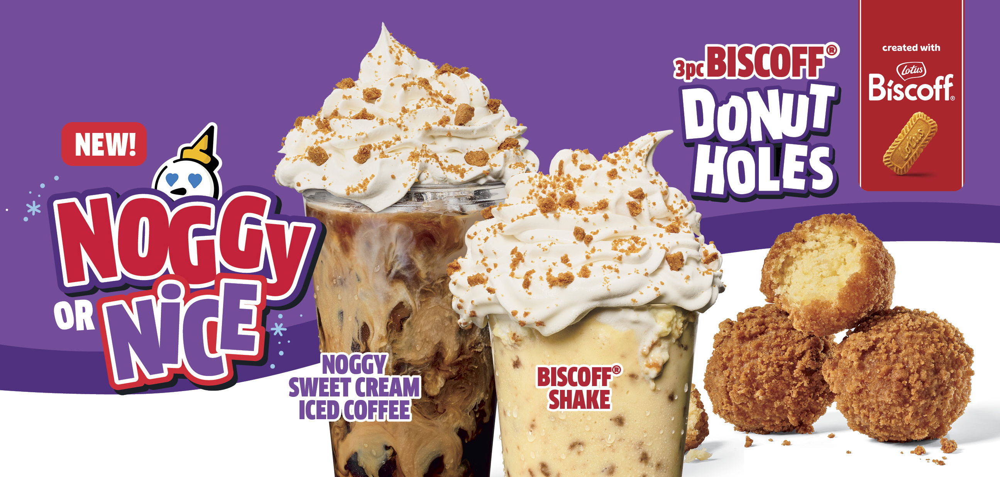 NEW!
NOGGY
OR NICE
NOGGY
SWEET CREAM
ICED COFFEE
BISCOFF®
SHAKE
3pc BISCOFF®
DONUT
HOLES
created with
Lotus
Biscoff®
Lotus